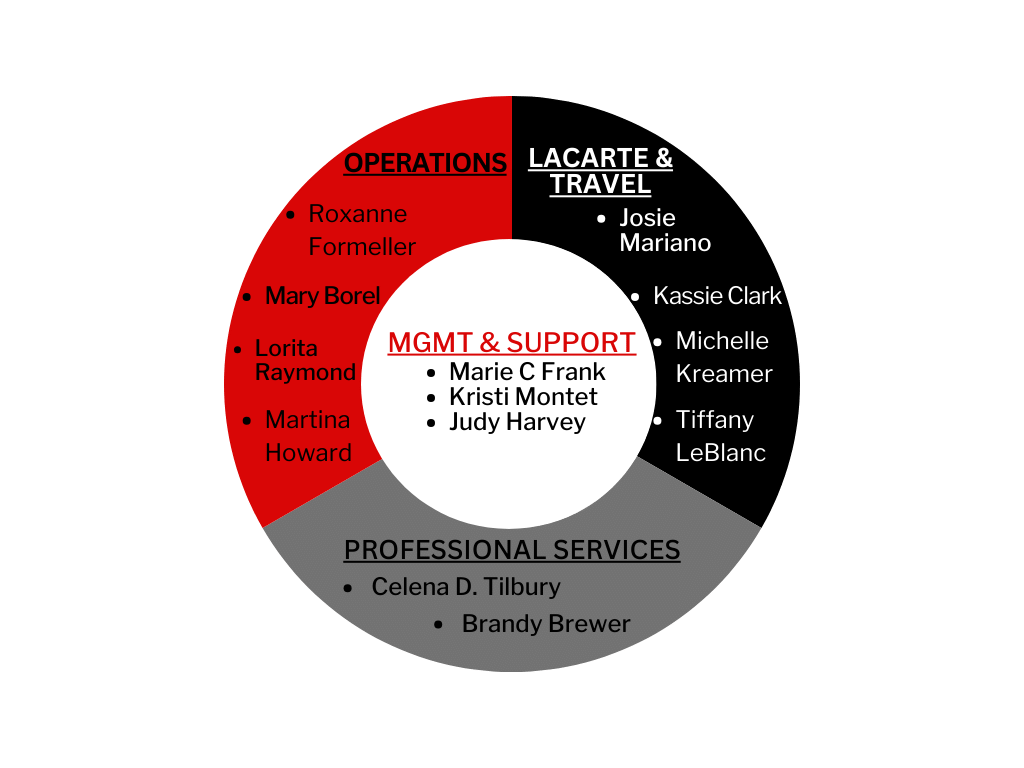 OPERATIONS
• Roxanne
Formeller
• Mary Borel
• Lorita
Raymond
• Martina
Howard
LACARTE &
TRAVEL
• Josie
Mariano
• Kassie Clark
• Michelle
Kreamer
• Tiffany
LeBlanc
MGMT & SUPPORT
• Marie C Frank
• Kristi Montet
• Judy Harvey
PROFESSIONAL SERVICES
• Celena D. Tilbury
• Brandy Brewer